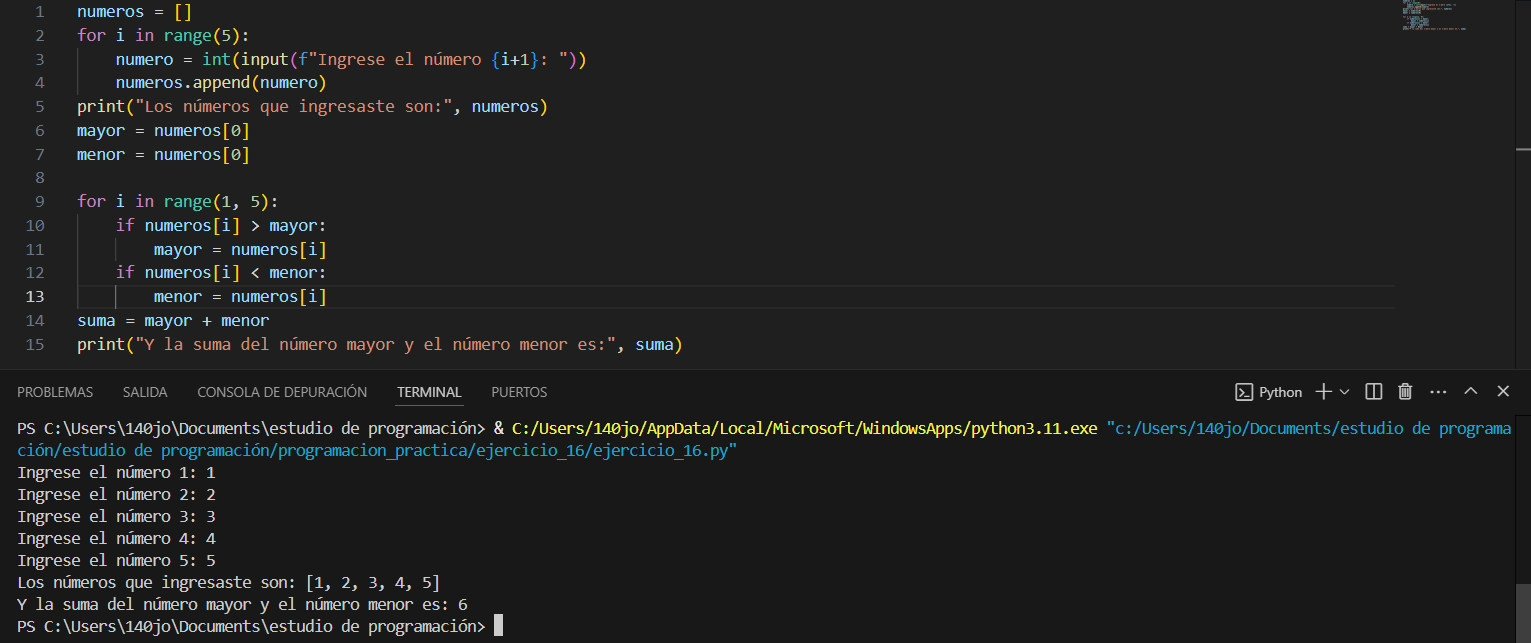 1 numeros = []
2 for i in range(5):
3     numero = int(input(f"Ingrese el número {i+1}: "))
4     numeros.append(numero)
5 print("Los números que ingresaste son:", numeros)
6 mayor = numeros[0]
7 menor = numeros[0]
8
9 for i in range(1, 5):
10     if numeros[i] > mayor:
11         mayor = numeros[i]
12     if numeros[i] < menor:
13         menor = numeros[i]
14 suma = mayor + menor
15 print("Y la suma del número mayor y el número menor es:", suma)
PROBLEMAS SALIDA CONSOLA DE DEPURACIÓN TERMINAL PUERTOS Python
PS C:\Users\140jo\Documents\estudio de programación> & C:/Users/140jo/AppData/Local/Microsoft/WindowsApps/python3.11.exe "c:/Users/140jo/Documents/estudio de programa
ción/estudio de programación/programacion_practica/ejercicio_16/ejercicio_16.py"
Ingrese el número 1: 1
Ingrese el número 2: 2
Ingrese el número 3: 3
Ingrese el número 4: 4
Ingrese el número 5: 5
Los números que ingresaste son: [1, 2, 3, 4, 5]
Y la suma del número mayor y el número menor es: 6
PS C:\Users\140jo\Documents\estudio de programación>